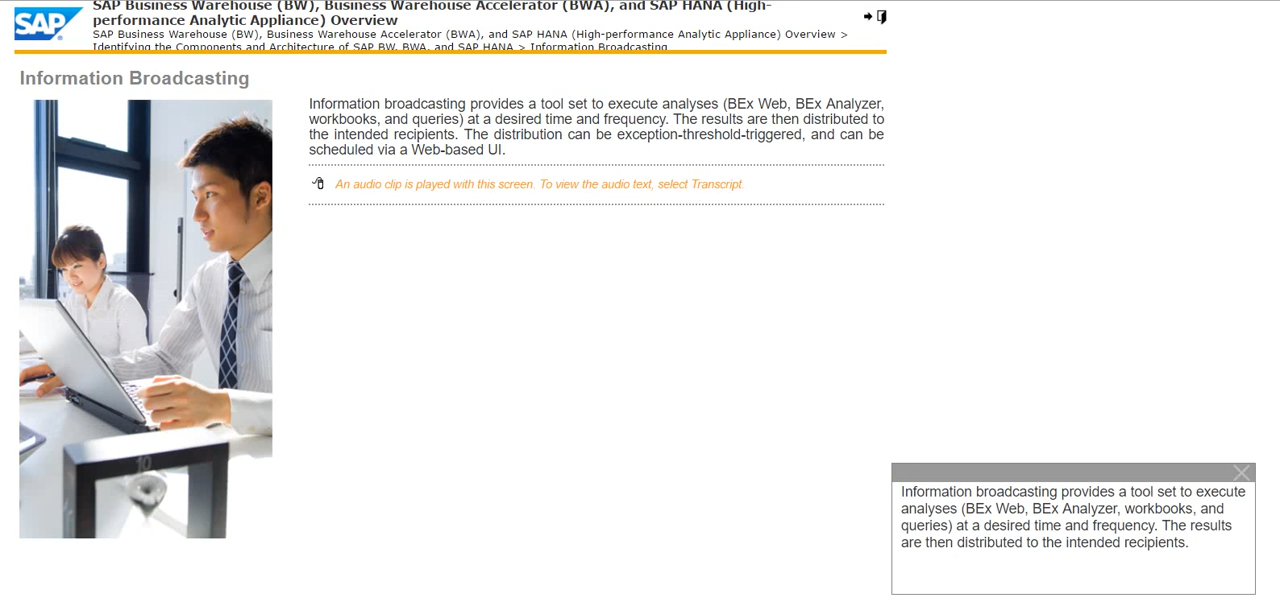 SAP
SAP Business Warehouse (BW), Business Warehouse Accelerator (BWA), and SAP HANA (High-
performance Analytic Appliance) Overview
SAP Business Warehouse (BW), Business Warehouse Accelerator (BWA), and SAP HANA (High-performance Analytic Appliance) Overview >
Identifying the Components and Architecture of SAP BW, BWA, and SAP HANA > Information Broadcasting
Information Broadcasting
Information broadcasting provides a tool set to execute analyses (BEx Web, BEx Analyzer,
workbooks, and queries) at a desired time and frequency. The results are then distributed to
the intended recipients. The distribution can be exception-threshold-triggered, and can be
scheduled via a Web-based UI.
An audio clip is played with this screen. To view the audio text, select Transcript.
10
Information broadcasting provides a tool set to execute
analyses (BEx Web, BEx Analyzer, workbooks, and
queries) at a desired time and frequency. The results
are then distributed to the intended recipients.